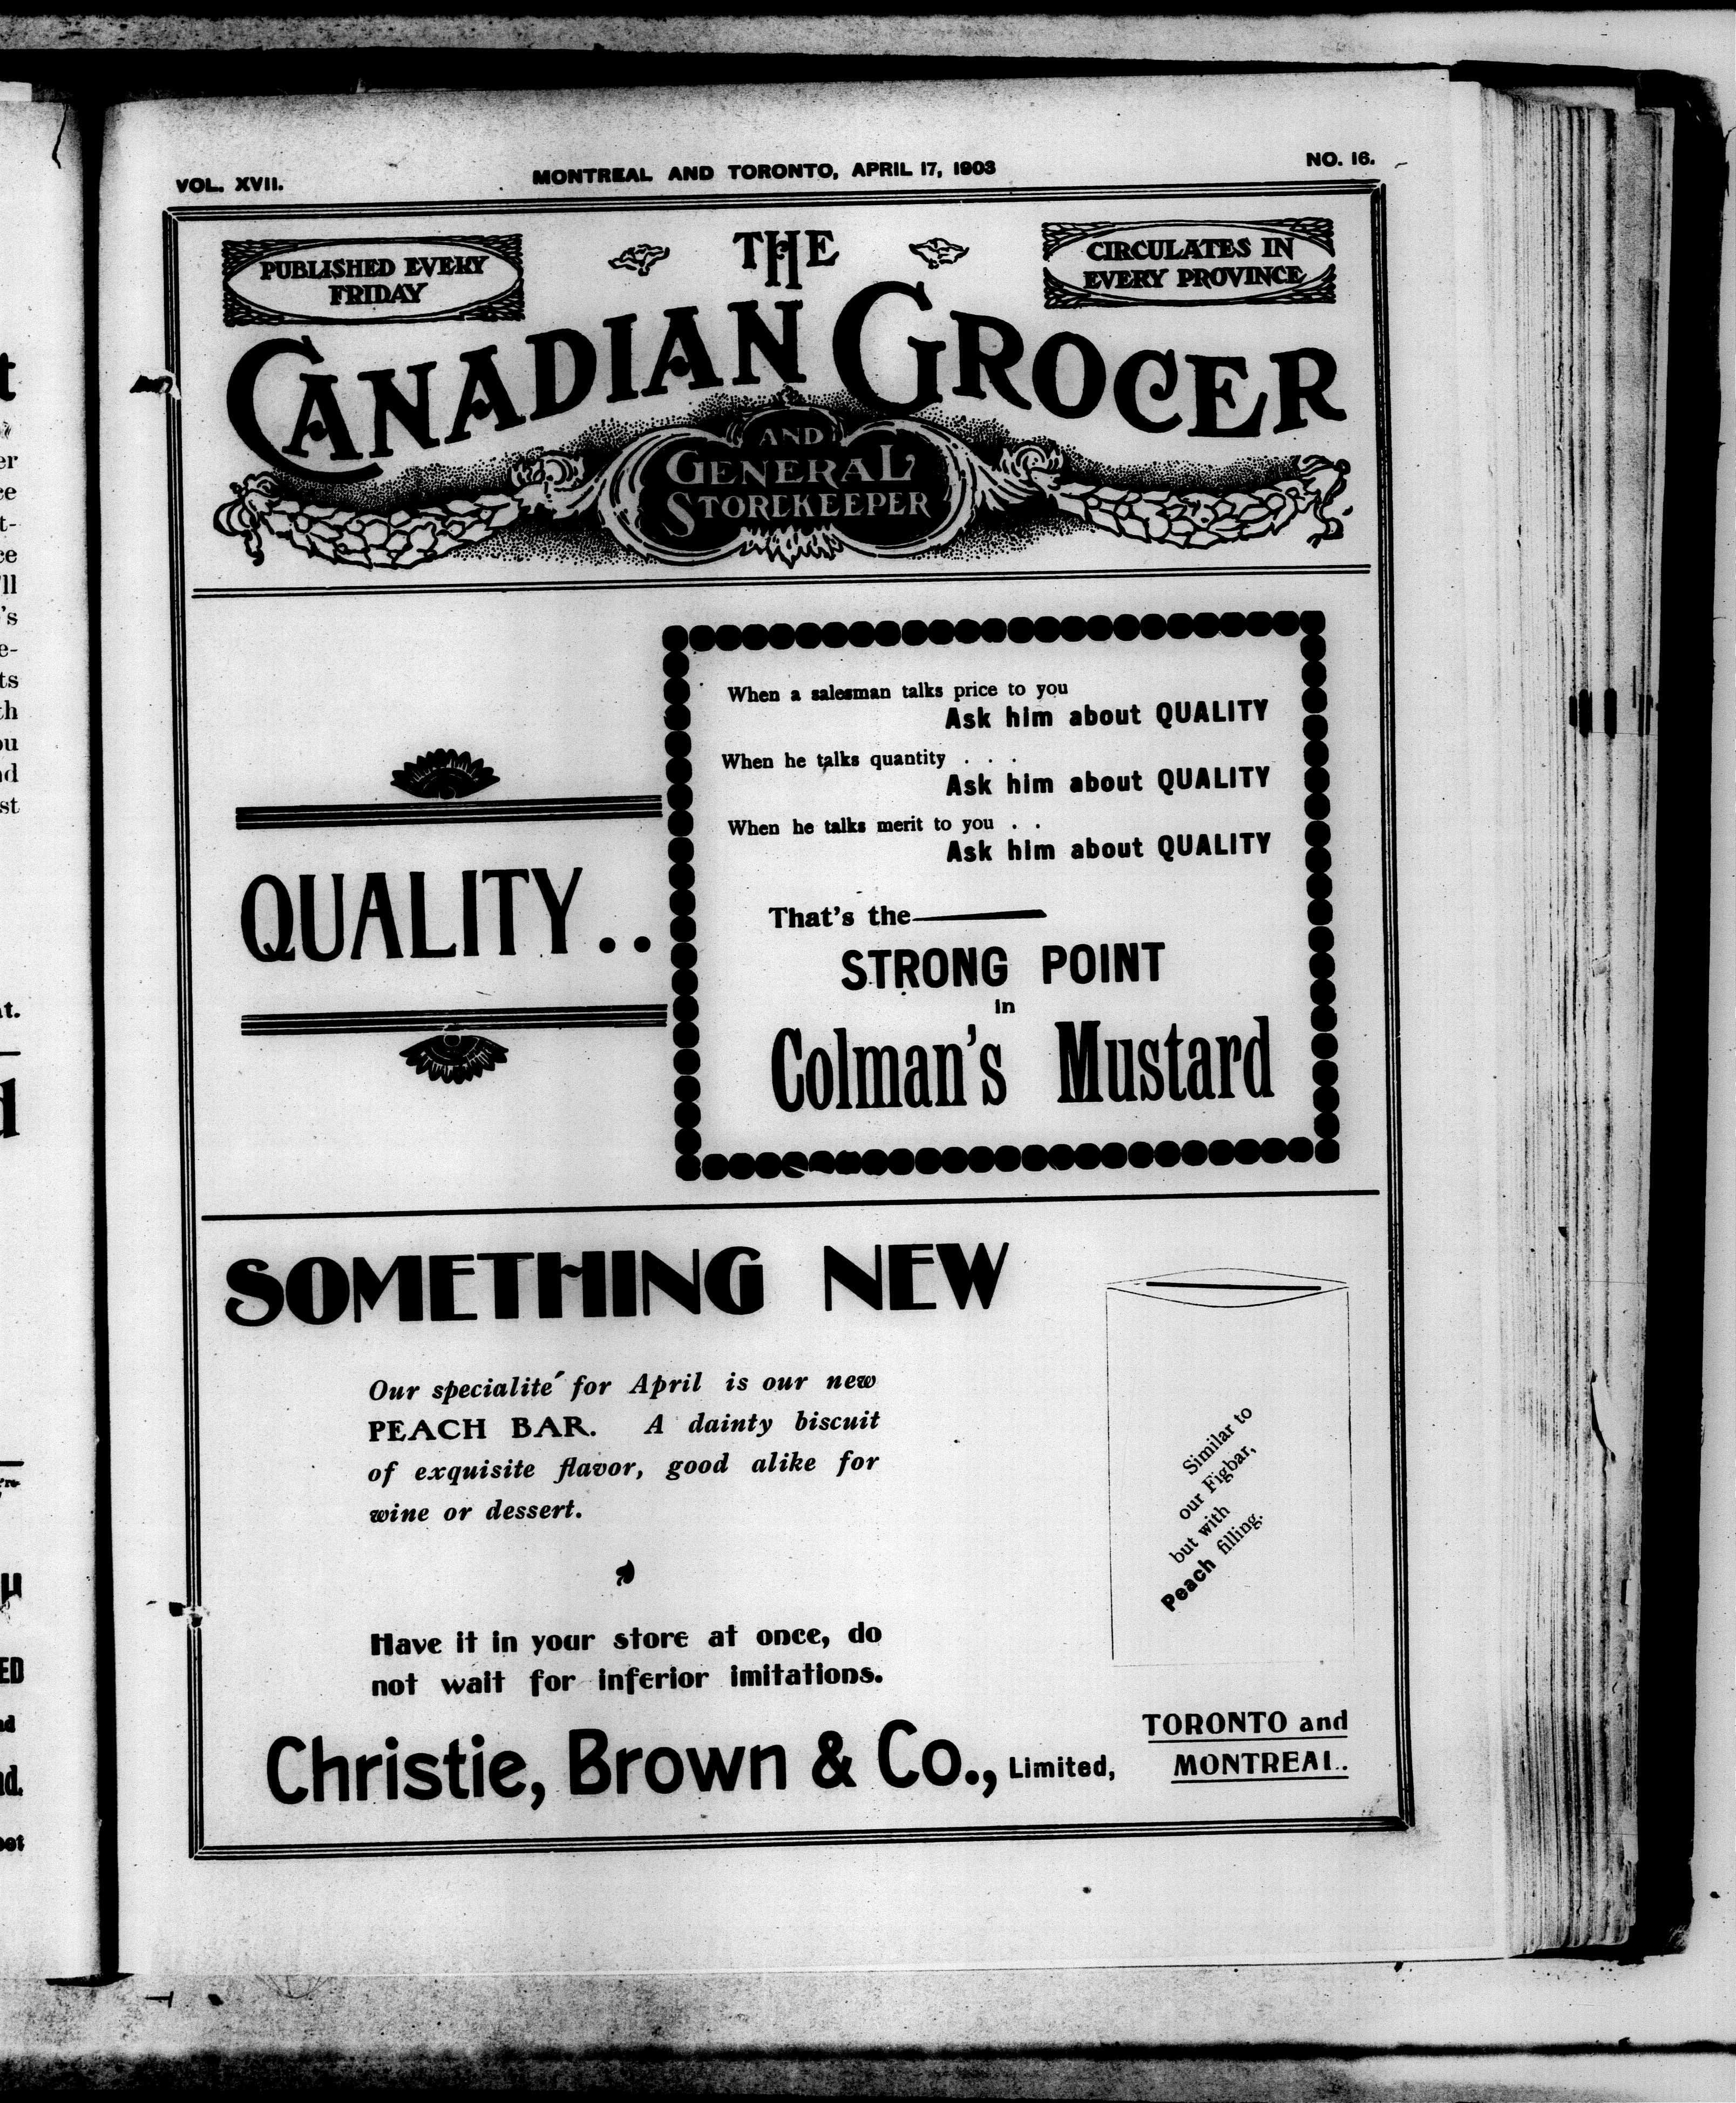 VOL. XVII.
MONTREAL AND TORONTO, APRIL 17, 1903
NO. 16.
PUBLISHED EVERY
FRIDAY
THE
CIRCULATES IN
EVERY PROVINCE
CANADIAN GROCER
AND
GENERAL
STOREKEEPER
QUALITY..
When a salesman talks price to you
Ask him about QUALITY
When he talks quantity . . .
Ask him about QUALITY
When he talks merit to you . .
Ask him about QUALITY
That's the
STRONG POINT
in
Colman's Mustard
SOMETHING NEW
Our specialité for April is our new
PEACH BAR. A dainty biscuit
of exquisite flavor, good alike for
wine or dessert.
Have it in your store at once, do
not wait for inferior imitations.
Similar to
our Figbar,
but with
Peach filling.
Christie, Brown & Co., Limited,
TORONTO and
MONTREAL.